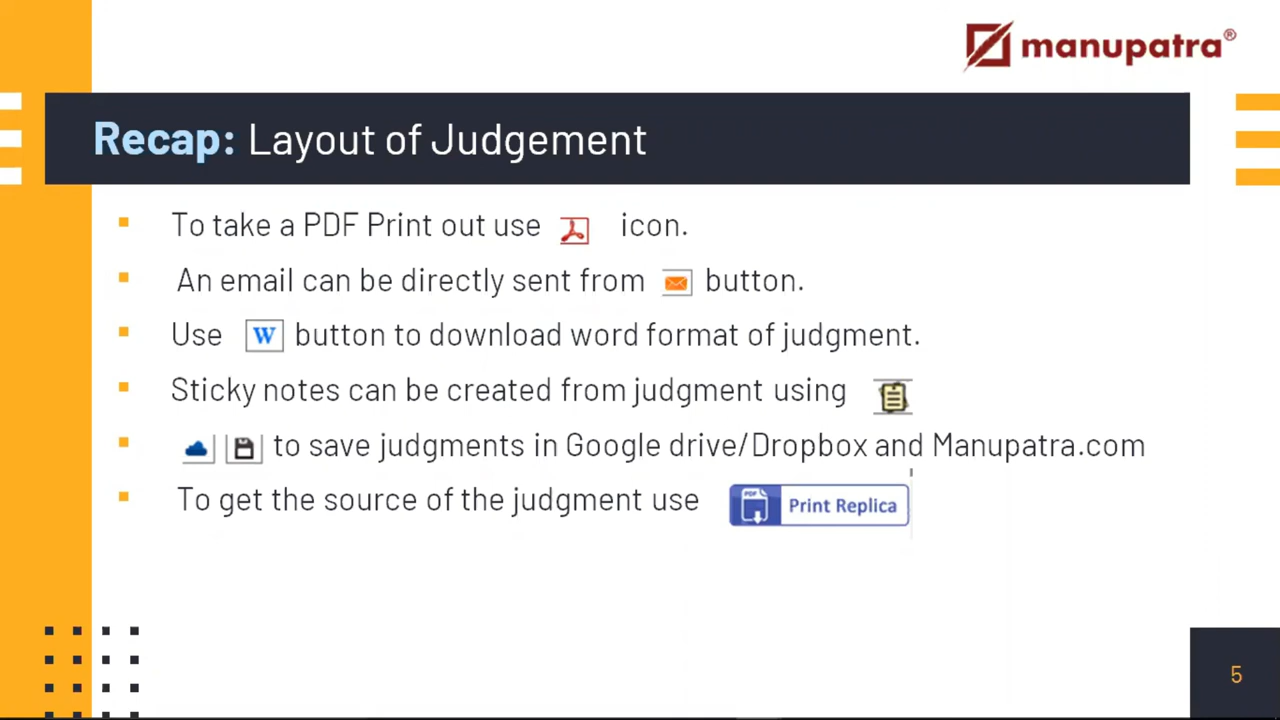 manupatra®
Recap: Layout of Judgement
To take a PDF Print out use icon.
An email can be directly sent from button.
Use W button to download word format of judgment.
Sticky notes can be created from judgment using
to save judgments in Google drive/Dropbox and Manupatra.com
To get the source of the judgment use PDF Print Replica
5